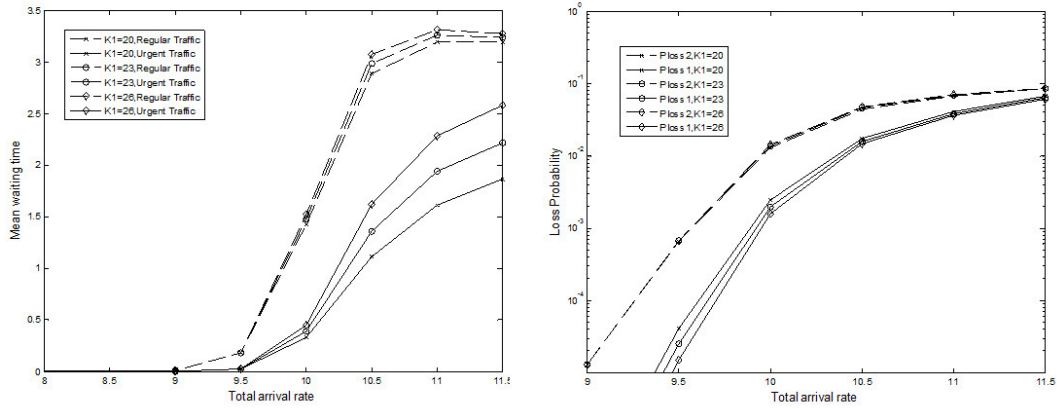 3.5
3
2.5
2
1.5
1
0.5
0
Mean waiting time
K1=20,Regular Traffic
K1=20,Urgent Traffic
K1=23,Regular Traffic
K1=23,Urgent Traffic
K1=26,Regular Traffic
K1=26,Urgent Traffic
8 8.5 9 9.5 10 10.5 11 11.5
Total arrival rate
10^0
10^-1
10^-2
10^-3
10^-4
Loss Probability
Ploss2,K1=20
Ploss1,K1=20
Ploss2,K1=23
Ploss1,K1=23
Ploss2,K1=26
Ploss1,K1=26
9 9.5 10 10.5 11 11.5
Total arrival rate